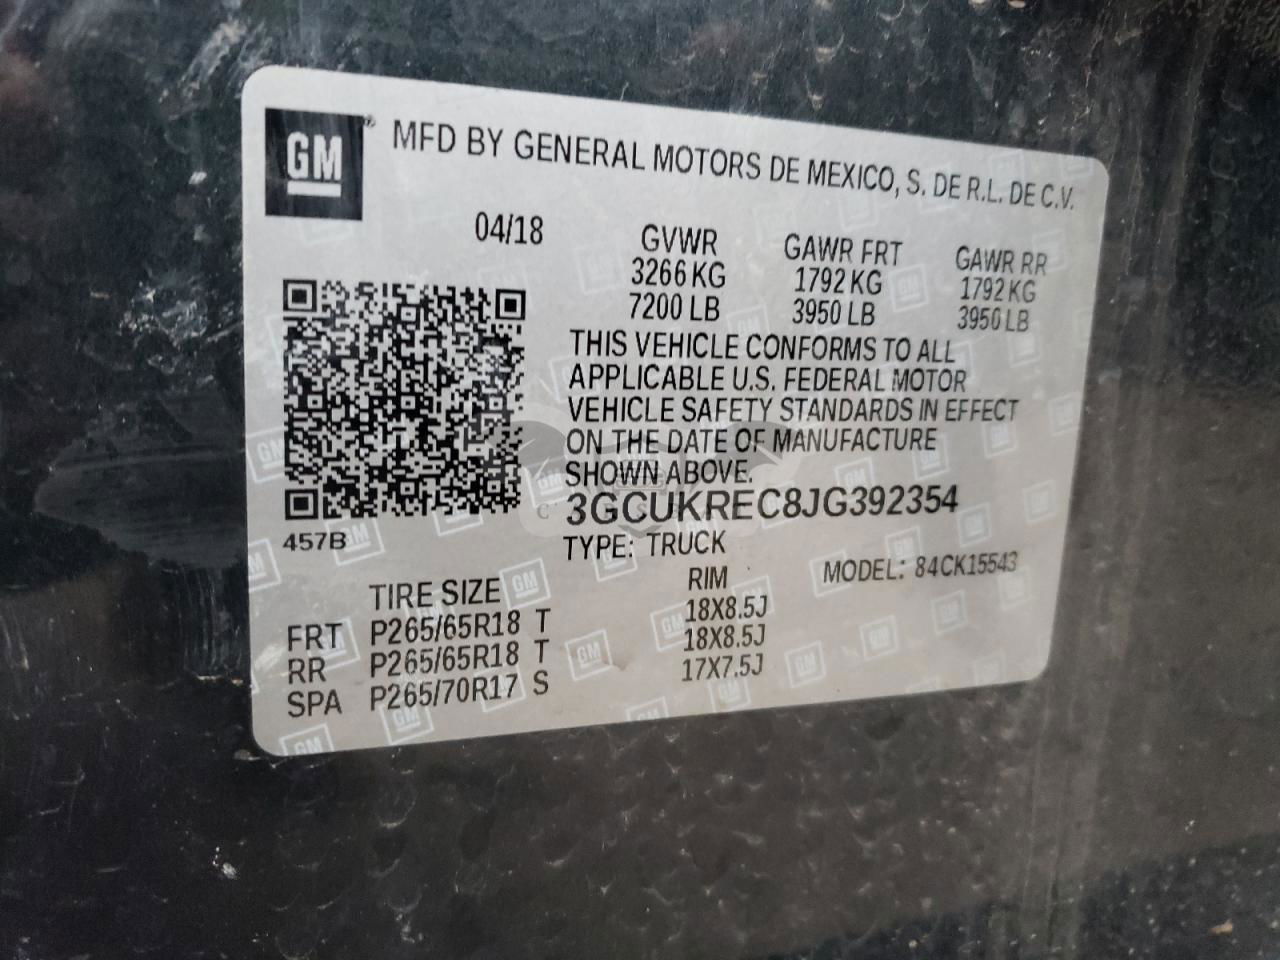 GM® MFD BY GENERAL MOTORS DE MEXICO, S. DE R.L. DE C.V.
04/18 GVWR GAWR FRT GAWR RR
3266 KG 1792 KG 1792 KG
7200 LB 3950 LB 3950 LB
THIS VEHICLE CONFORMS TO ALL
APPLICABLE U.S. FEDERAL MOTOR
VEHICLE SAFETY STANDARDS IN EFFECT
ON THE DATE OF MANUFACTURE
SHOWN ABOVE.
3GCUKREC8JG392354
457B TYPE: TRUCK
MODEL: 84CK15543
TIRE SIZE RIM
FRT P265/65R18 T 18X8.5J
RR P265/65R18 T 18X8.5J
SPA P265/70R17 S 17X7.5J